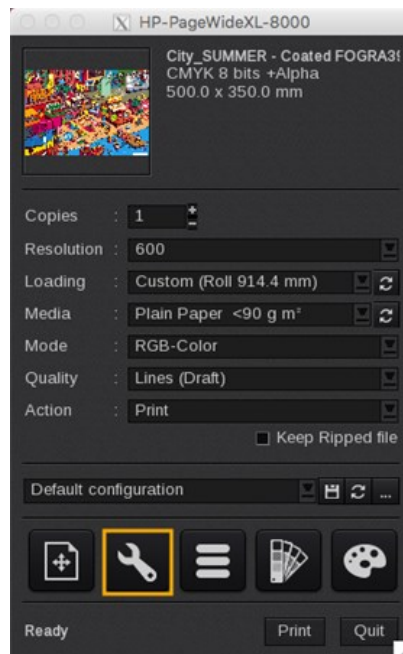 HP-PageWideXL-8000
City_SUMMER - Coated FOGRA39
CMYK 8 bits +Alpha
500.0 x 350.0 mm
Copies : 1
Resolution : 600
Loading : Custom (Roll 914.4 mm)
Media : Plain Paper <90 g m²
Mode : RGB-Color
Quality : Lines (Draft)
Action : Print
Keep Ripped file
Default configuration ...
Ready Print Quit